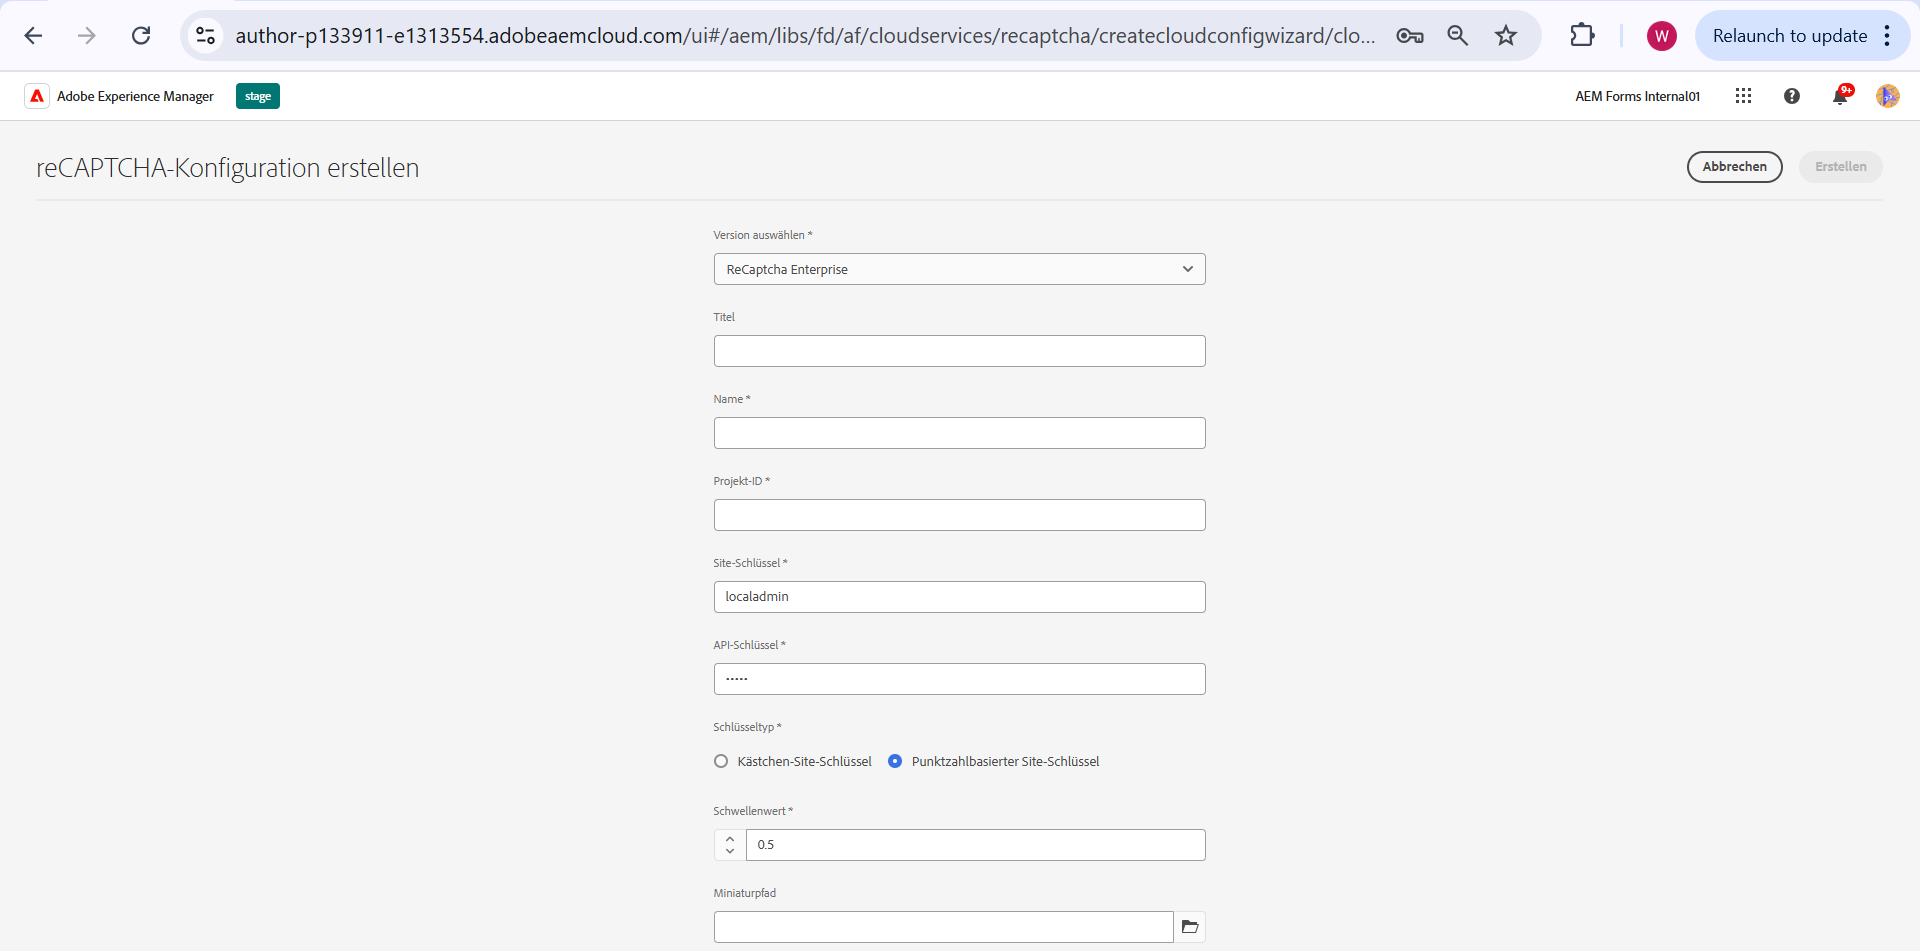 author-p133911-e1313554.adobeaemcloud.com/ui#/aem/libs/fd/af/cloudservices/recaptcha/createcloudconfigwizard/clo...
W
Relaunch to update
Adobe Experience Manager
stage
AEM Forms Internal01
9+
reCAPTCHA-Konfiguration erstellen
Abbrechen
Erstellen
Version auswählen *
ReCaptcha Enterprise
Titel
Name *
Projekt-ID *
Site-Schlüssel *
localadmin
API-Schlüssel *
•••••
Schlüsseltyp *
Kästchen-Site-Schlüssel
Punktzahlbasierter Site-Schlüssel
Schwellenwert *
0.5
Miniaturpfad